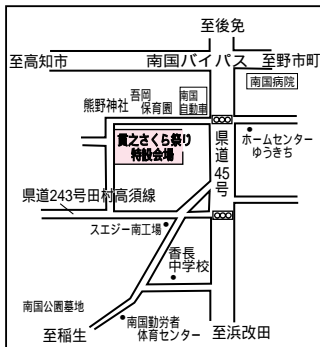 至後免
至高知市
南国バイパス
至野市町
南国病院
吾岡
保育園
南国
自動車
熊野神社
貫之さくら祭り
特設会場
県道45号
ホームセンター
ゆうきち
県道243号田村高須線
スエジー南工場
香長
中学校
南国公園墓地
至稲生
南国勤労者
体育センター
至浜改田